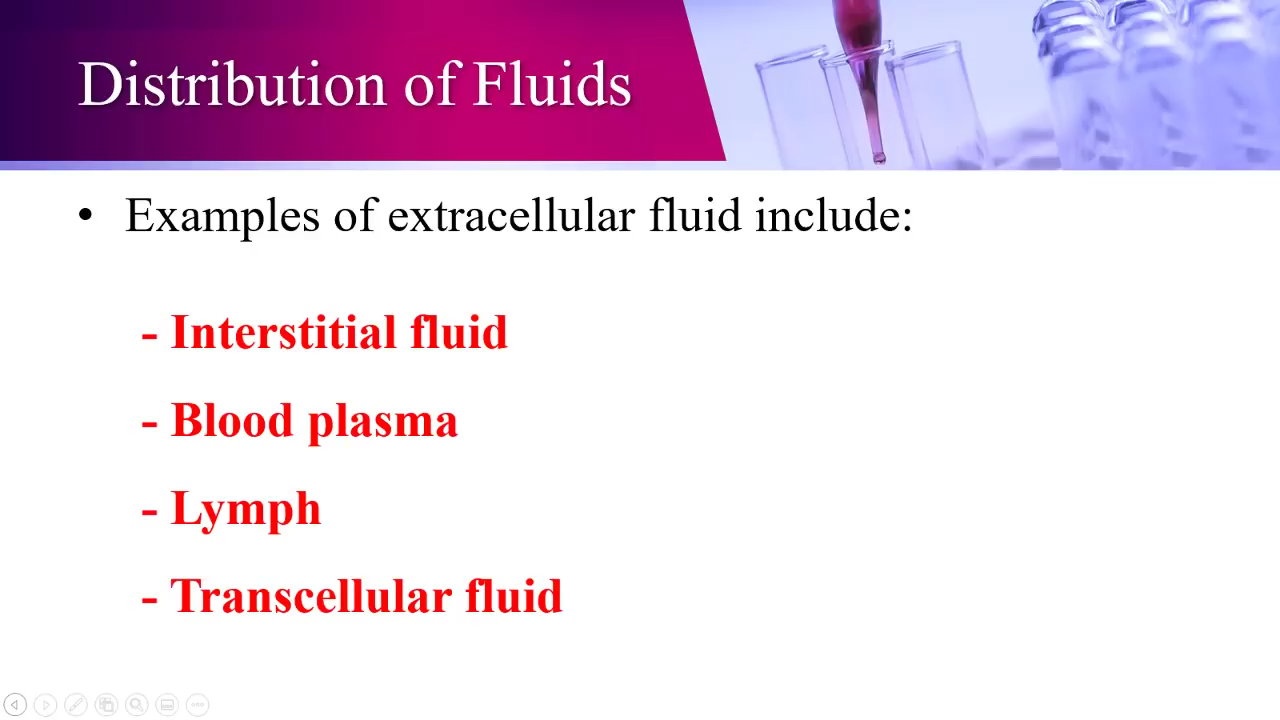 Distribution of Fluids
• Examples of extracellular fluid include:
- Interstitial fluid
- Blood plasma
- Lymph
- Transcellular fluid